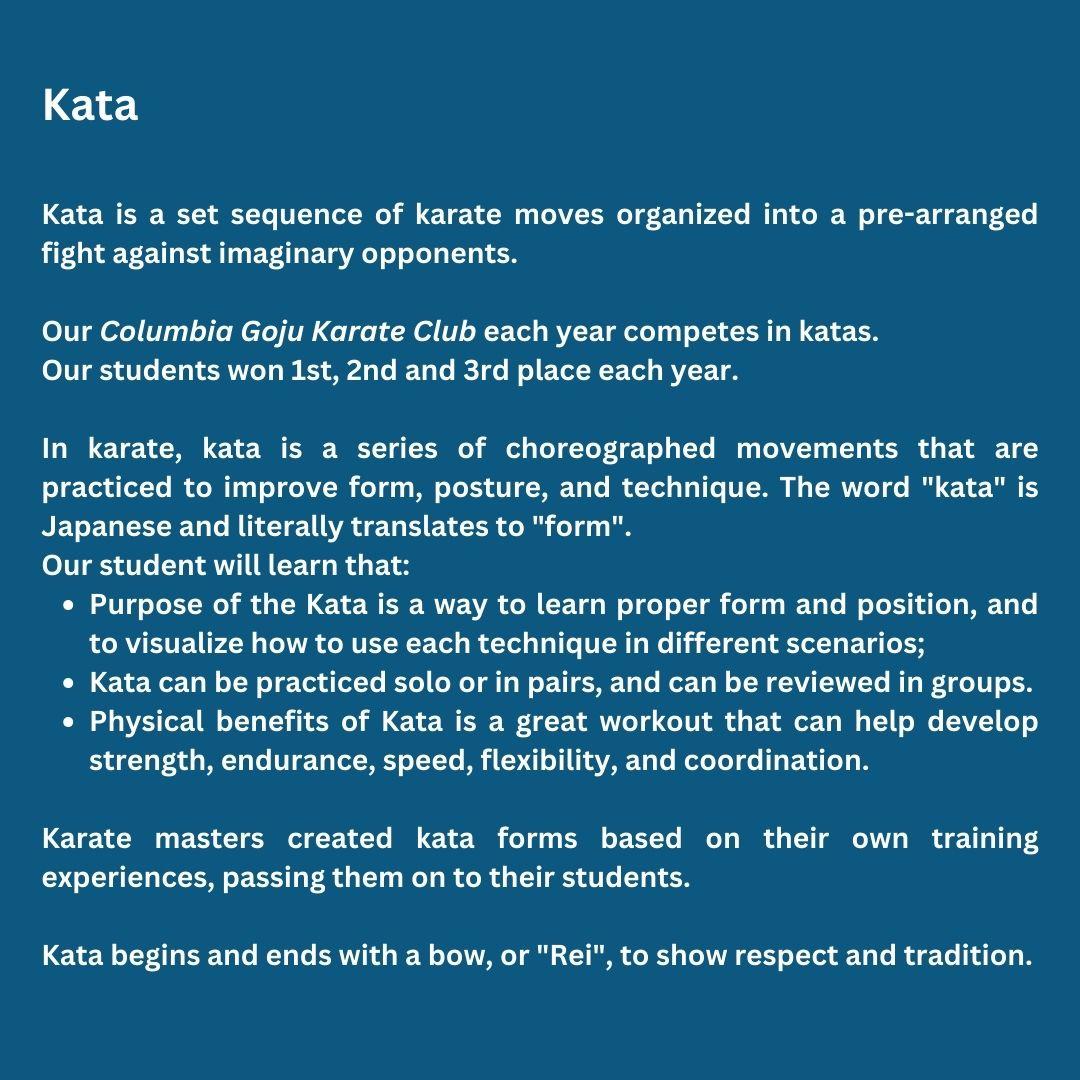 Kata
Kata is a set sequence of karate moves organized into a pre-arranged
fight against imaginary opponents.
Our Columbia Goju Karate Club each year competes in katas.
Our students won 1st, 2nd and 3rd place each year.
In karate, kata is a series of choreographed movements that are
practiced to improve form, posture, and technique. The word "kata" is
Japanese and literally translates to "form".
Our student will learn that:
• Purpose of the Kata is a way to learn proper form and position, and
to visualize how to use each technique in different scenarios;
• Kata can be practiced solo or in pairs, and can be reviewed in groups.
• Physical benefits of Kata is a great workout that can help develop
strength, endurance, speed, flexibility, and coordination.
Karate masters created kata forms based on their own training
experiences, passing them on to their students.
Kata begins and ends with a bow, or "Rei", to show respect and tradition.